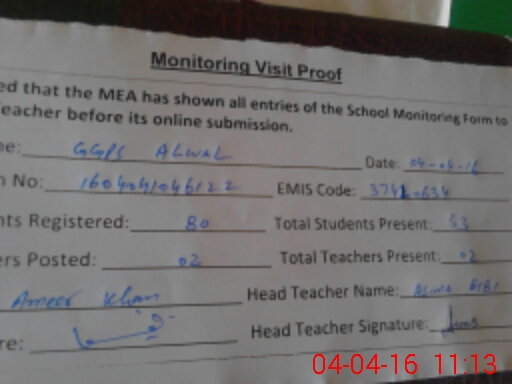 Monitoring Visit Proof
ed that the MEA has shown all entries of the School Monitoring Form to
eacher before its online submission.
e: GGPS ALWAL Date: 04-04-16
No: EMIS Code:
nts Registered: 80 Total Students Present: 53
ers Posted: 02 Total Teachers Present: 02
Ameer Khan Head Teacher Name: BIBI
re: Head Teacher Signature:
04-04-16 11:13